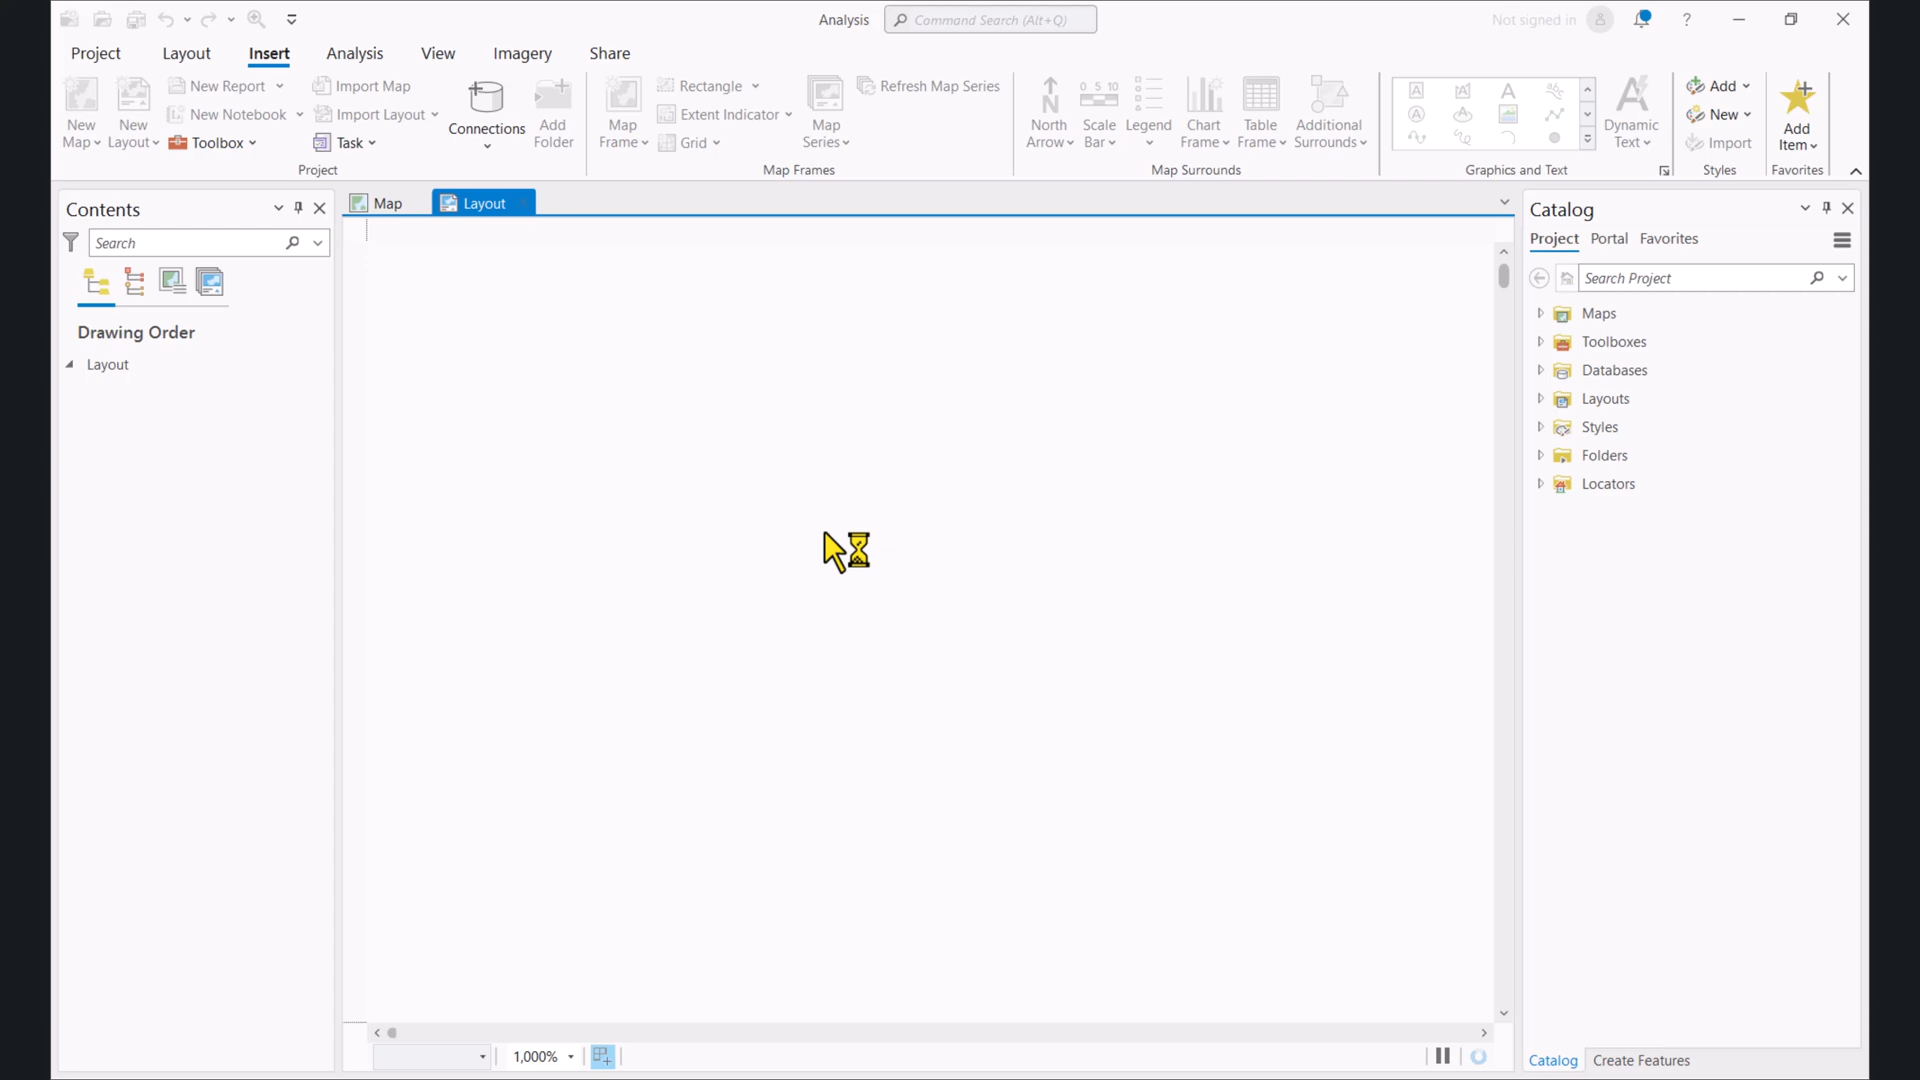 Analysis
Command Search (Alt+Q)
Not signed in
?
Project
Layout
Insert
Analysis
View
Imagery
Share
New Map
New Layout
New Report
New Notebook
Toolbox
Import Map
Import Layout
Task
Connections
Add Folder
Project
Map Frame
Rectangle
Extent Indicator
Grid
Map Series
Refresh Map Series
Map Frames
N
North Arrow
0 5 10
Scale Bar
Legend
Chart Frame
Table Frame
Additional Surrounds
Map Surrounds
A
A
A
A
A
Dynamic Text
Graphics and Text
Add
New
Import
Styles
Add Item
Favorites
Contents
Search
Drawing Order
Layout
Map
Layout
1,000%
Catalog
Project
Portal
Favorites
Search Project
Maps
Toolboxes
Databases
Layouts
Styles
Folders
Locators
Catalog
Create Features